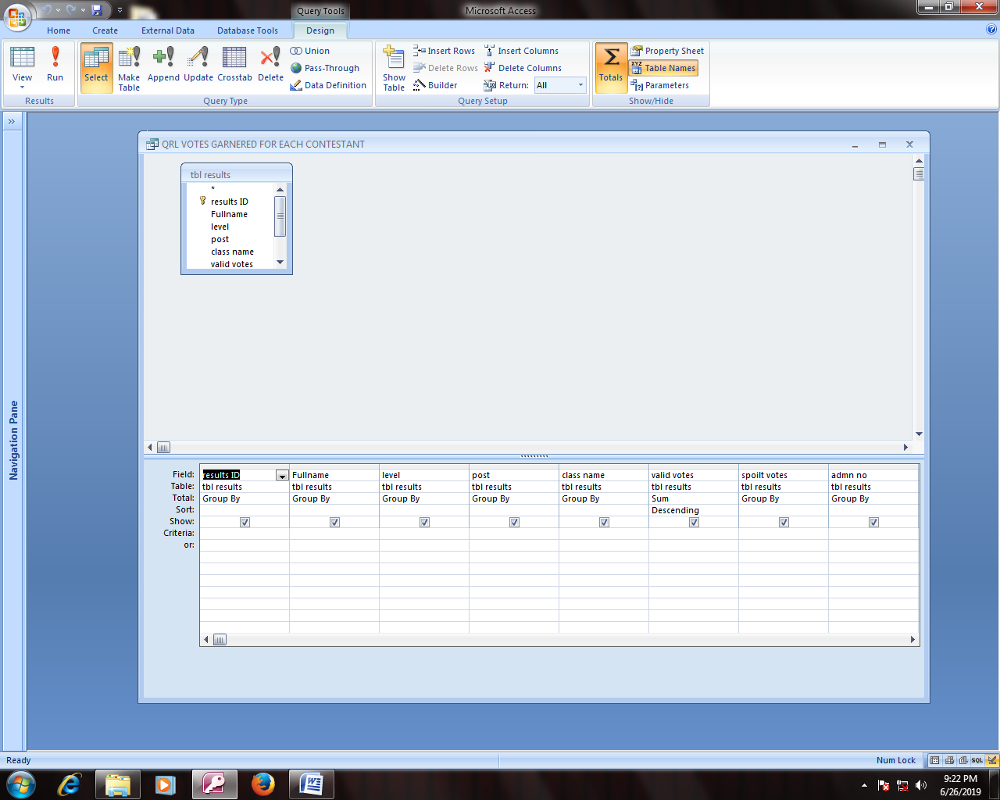 Query Tools
Microsoft Access
Home Create External Data Database Tools Design
View Run Select Make Table Append Update Crosstab Delete
Union
Pass-Through
Data Definition
Show Table
Insert Rows
Delete Rows
Builder
Insert Columns
Delete Columns
Return: All
Totals
Property Sheet
XYZ Table Names
Parameters
Results Query Type Query Setup Show/Hide
Navigation Pane
QRL VOTES GARNERED FOR EACH CONTESTANT
tbl results
*
results ID
Fullname
level
post
class name
valid votes
Field: results ID Fullname level post class name valid votes spoilt votes admn no
Table: tbl results tbl results tbl results tbl results tbl results tbl results tbl results tbl results
Total: Group By Group By Group By Group By Group By Sum Group By Group By
Sort: Descending
Show:
Criteria:
or:
Ready
Num Lock
SQL
9:22 PM
6/26/2019